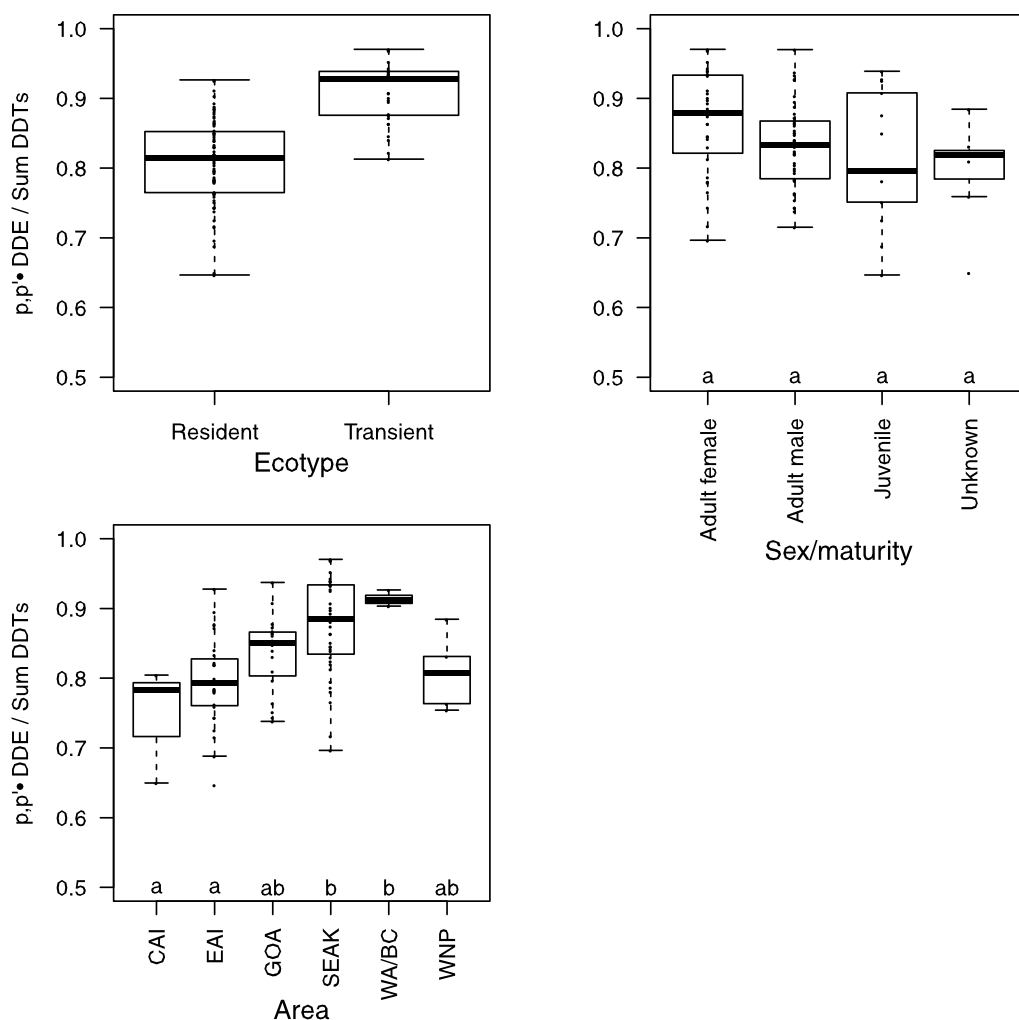 p,p'• DDE / Sum DDTs
1.0
0.9
0.8
0.7
0.6
0.5
Resident Transient
Ecotype
1.0
0.9
0.8
0.7
0.6
0.5
a a a a
Adult female
Adult male
Juvenile
Unknown
Sex/maturity
p,p'• DDE / Sum DDTs
1.0
0.9
0.8
0.7
0.6
0.5
a a ab b b ab
CAI
EAI
GOA
SEAK
WA/BC
WNP
Area